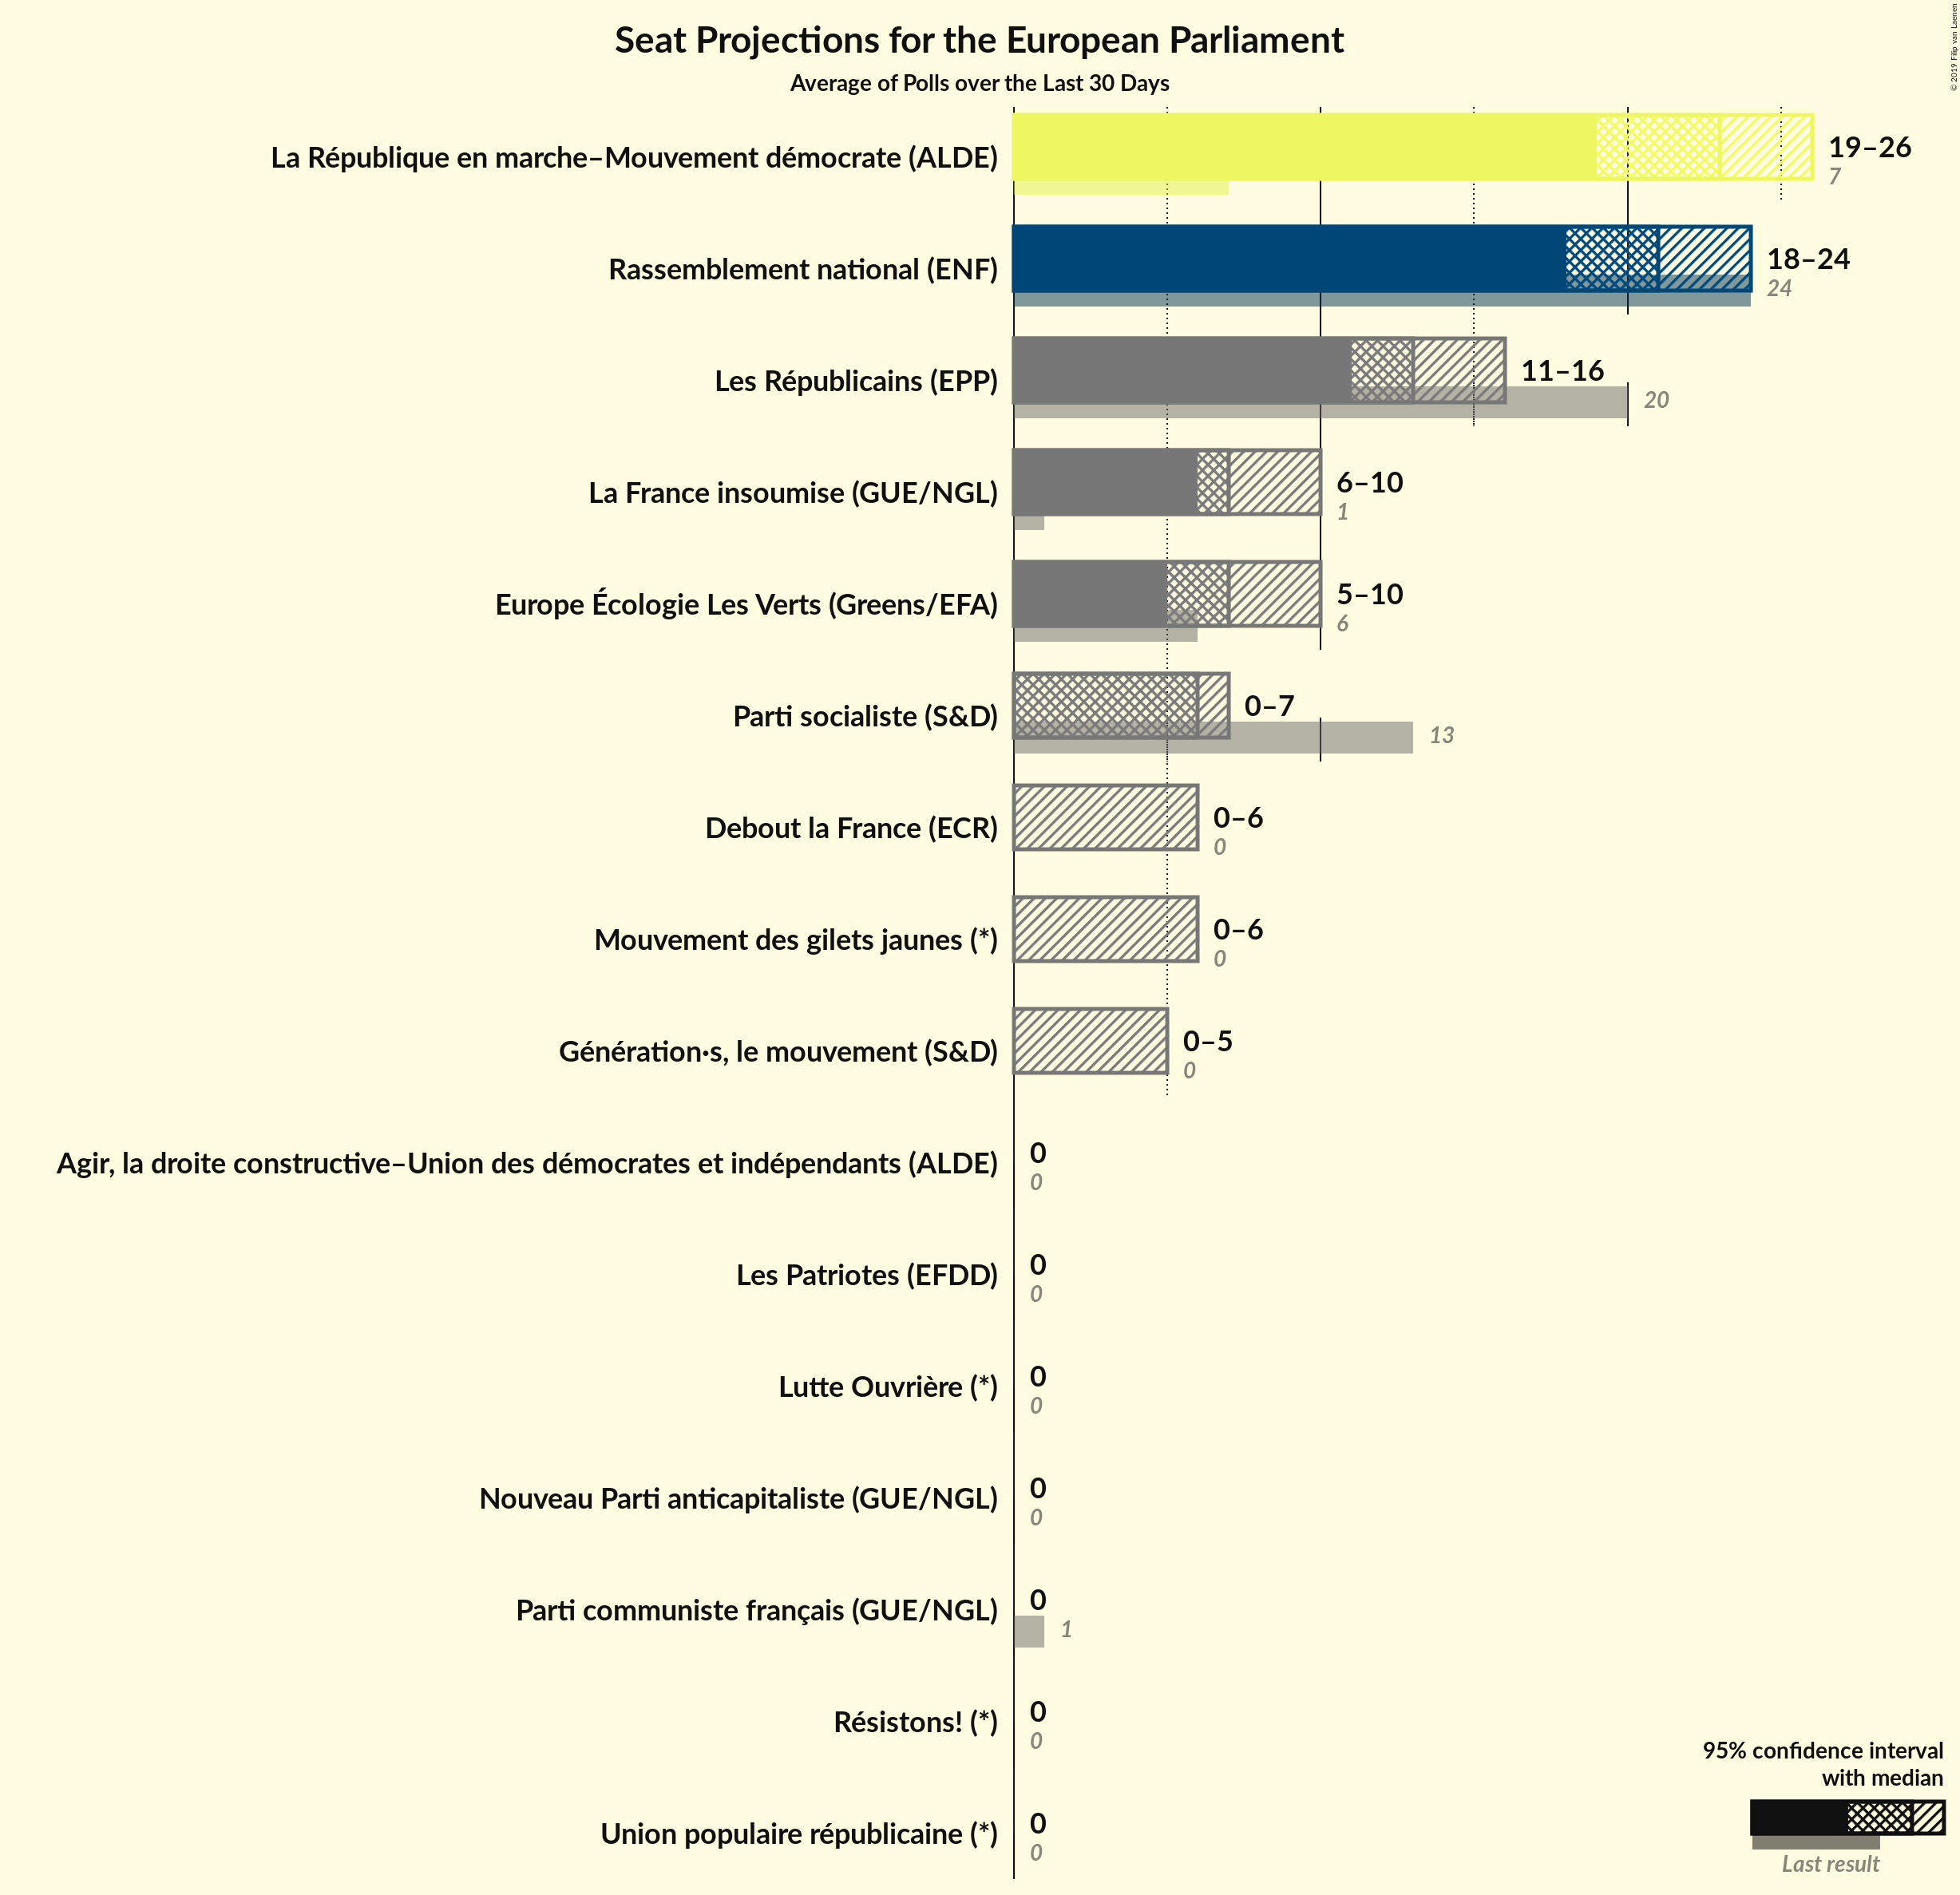 Seat Projections for the European Parliament
Average of Polls over the Last 30 Days
© 2019 Filip van Laenen
La République en marche–Mouvement démocrate (ALDE)
19–26
7
Rassemblement national (ENF)
18–24
24
Les Républicains (EPP)
11–16
20
La France insoumise (GUE/NGL)
6–10
1
Europe Écologie Les Verts (Greens/EFA)
5–10
6
Parti socialiste (S&D)
0–7
13
Debout la France (ECR)
0–6
0
Mouvement des gilets jaunes (*)
0–6
0
Génération·s, le mouvement (S&D)
0–5
0
Agir, la droite constructive–Union des démocrates et indépendants (ALDE)
0
0
Les Patriotes (EFDD)
0
0
Lutte Ouvrière (*)
0
0
Nouveau Parti anticapitaliste (GUE/NGL)
0
0
Parti communiste français (GUE/NGL)
0
1
Résistons! (*)
0
0
Union populaire républicaine (*)
0
0
95% confidence interval
with median
Last result